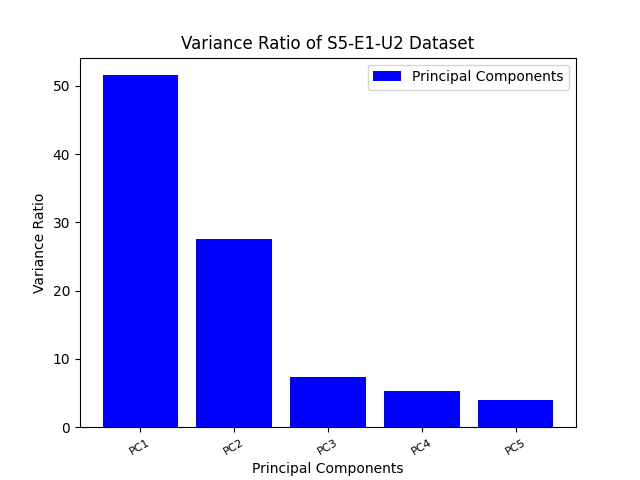 Variance Ratio of S5-E1-U2 Dataset
Principal Components
Variance Ratio
50
40
30
20
10
0
PC1 PC2 PC3 PC4 PC5
Principal Components